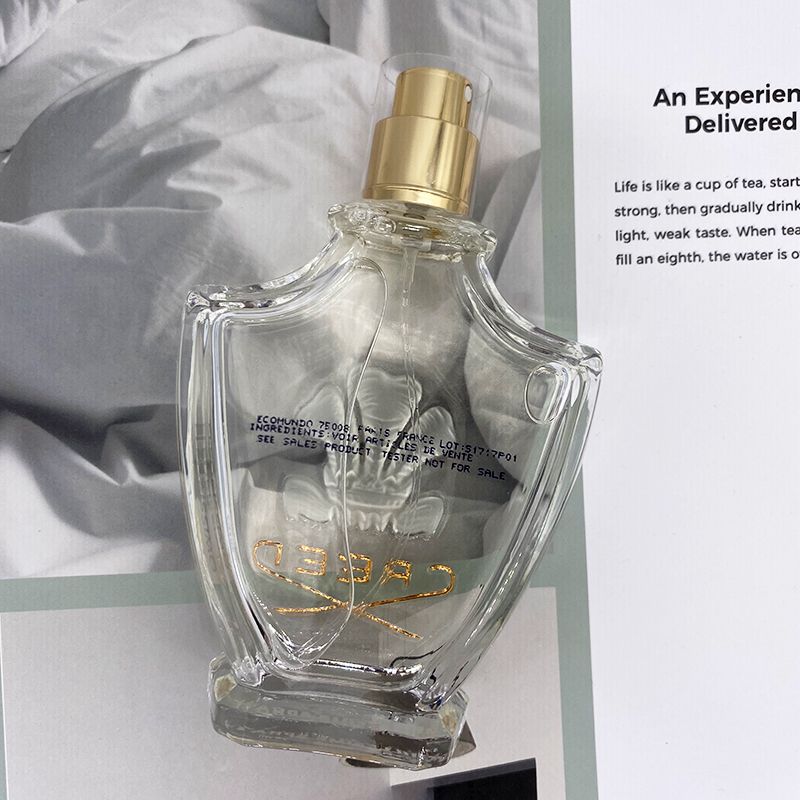 An Experien
Delivered
Life is like a cup of tea, start
strong, then gradually drink
light, weak taste. When tea
fill an eighth, the water is o
ECOMUNDO 75008 PARIS FRANCE LOT:S17:7P01
INGREDIENTS:VOIR ARTICLES DE VENTE
SEE SALES PRODUCT TESTER NOT FOR SALE
CREED